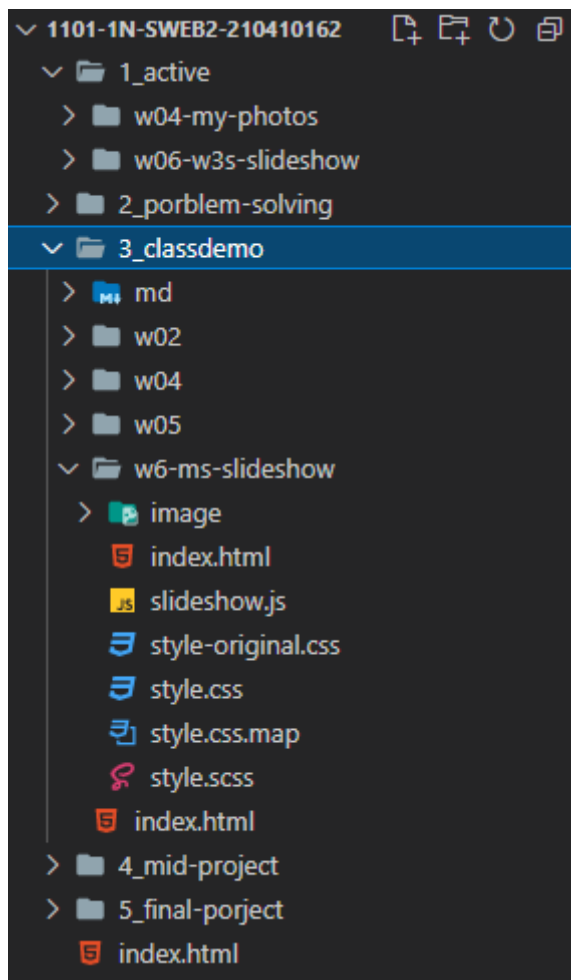 1101-1N-SWEB2-210410162
1_active
w04-my-photos
w06-w3s-slideshow
2_porblem-solving
3_classdemo
md
w02
w04
w05
w6-ms-slideshow
image
index.html
JS slideshow.js
style-original.css
style.css
style.css.map
style.scss
index.html
4_mid-project
5_final-porject
index.html